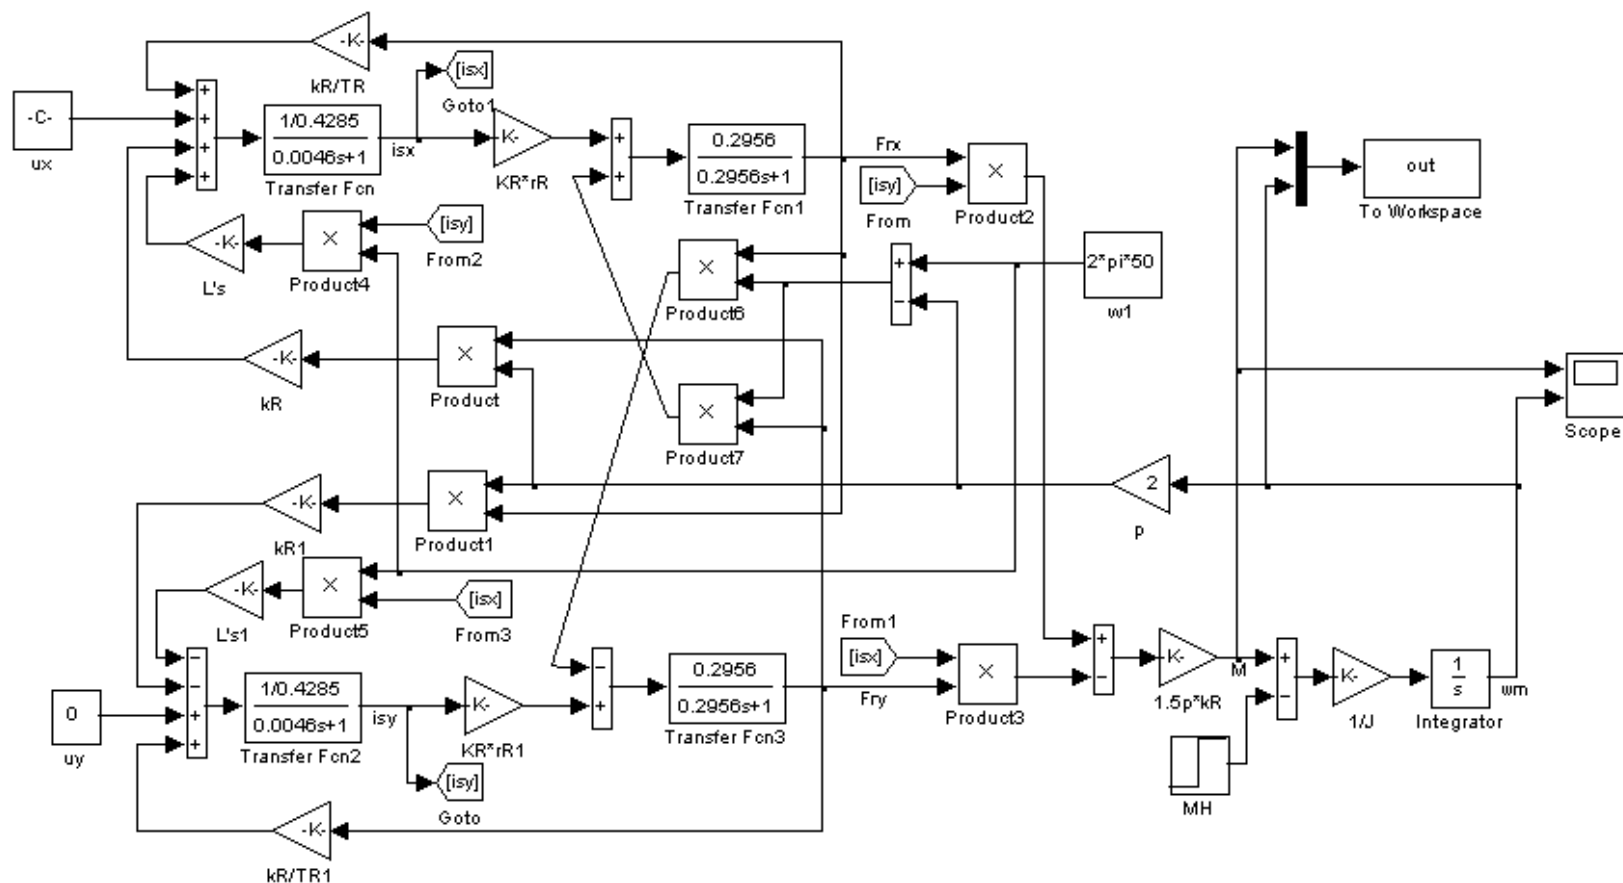 -K-
kR/TR
[isx]
Goto1
-C-
ux
+
+
+
+
1/0.4285
0.0046s+1
Transfer Fcn
isx
K-
KR*rR
+
+
0.2956
0.2956s+1
Transfer Fcn1
Frx
[isy]
From
×
Product2
out
To Workspace
-K-
L's
×
Product4
[isy]
From2
×
Product6
+
−
2*pi*50
w1
-K-
kR
×
Product
×
Product7
Scope
-K-
kR1
×
Product1
2
p
-K-
L's1
×
Product5
[isx]
From3
−
−
+
+
0
uy
1/0.4285
0.0046s+1
Transfer Fcn2
isy
K-
KR*rR1
[isy]
Goto
−
+
0.2956
0.2956s+1
Transfer Fcn3
From1
[isx]
Fry
×
Product3
+
−
K-
1.5p*kR
M
+
−
K-
1/J
1
s
Integrator
wm
MH
-K-
kR/TR1